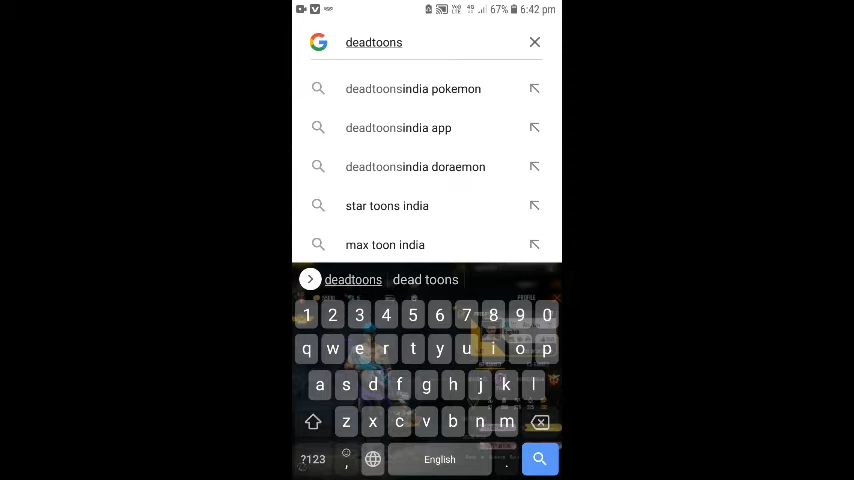 67% 6:42 pm
deadtoons
deadtoonsindia pokemon
deadtoonsindia app
deadtoonsindia doraemon
star toons india
max toon india
deadtoons dead toons
1 2 3 4 5 6 7 8 9 0
q w e r t y u i o p
a s d f g h j k l
z x c v b n m
?123 , English .